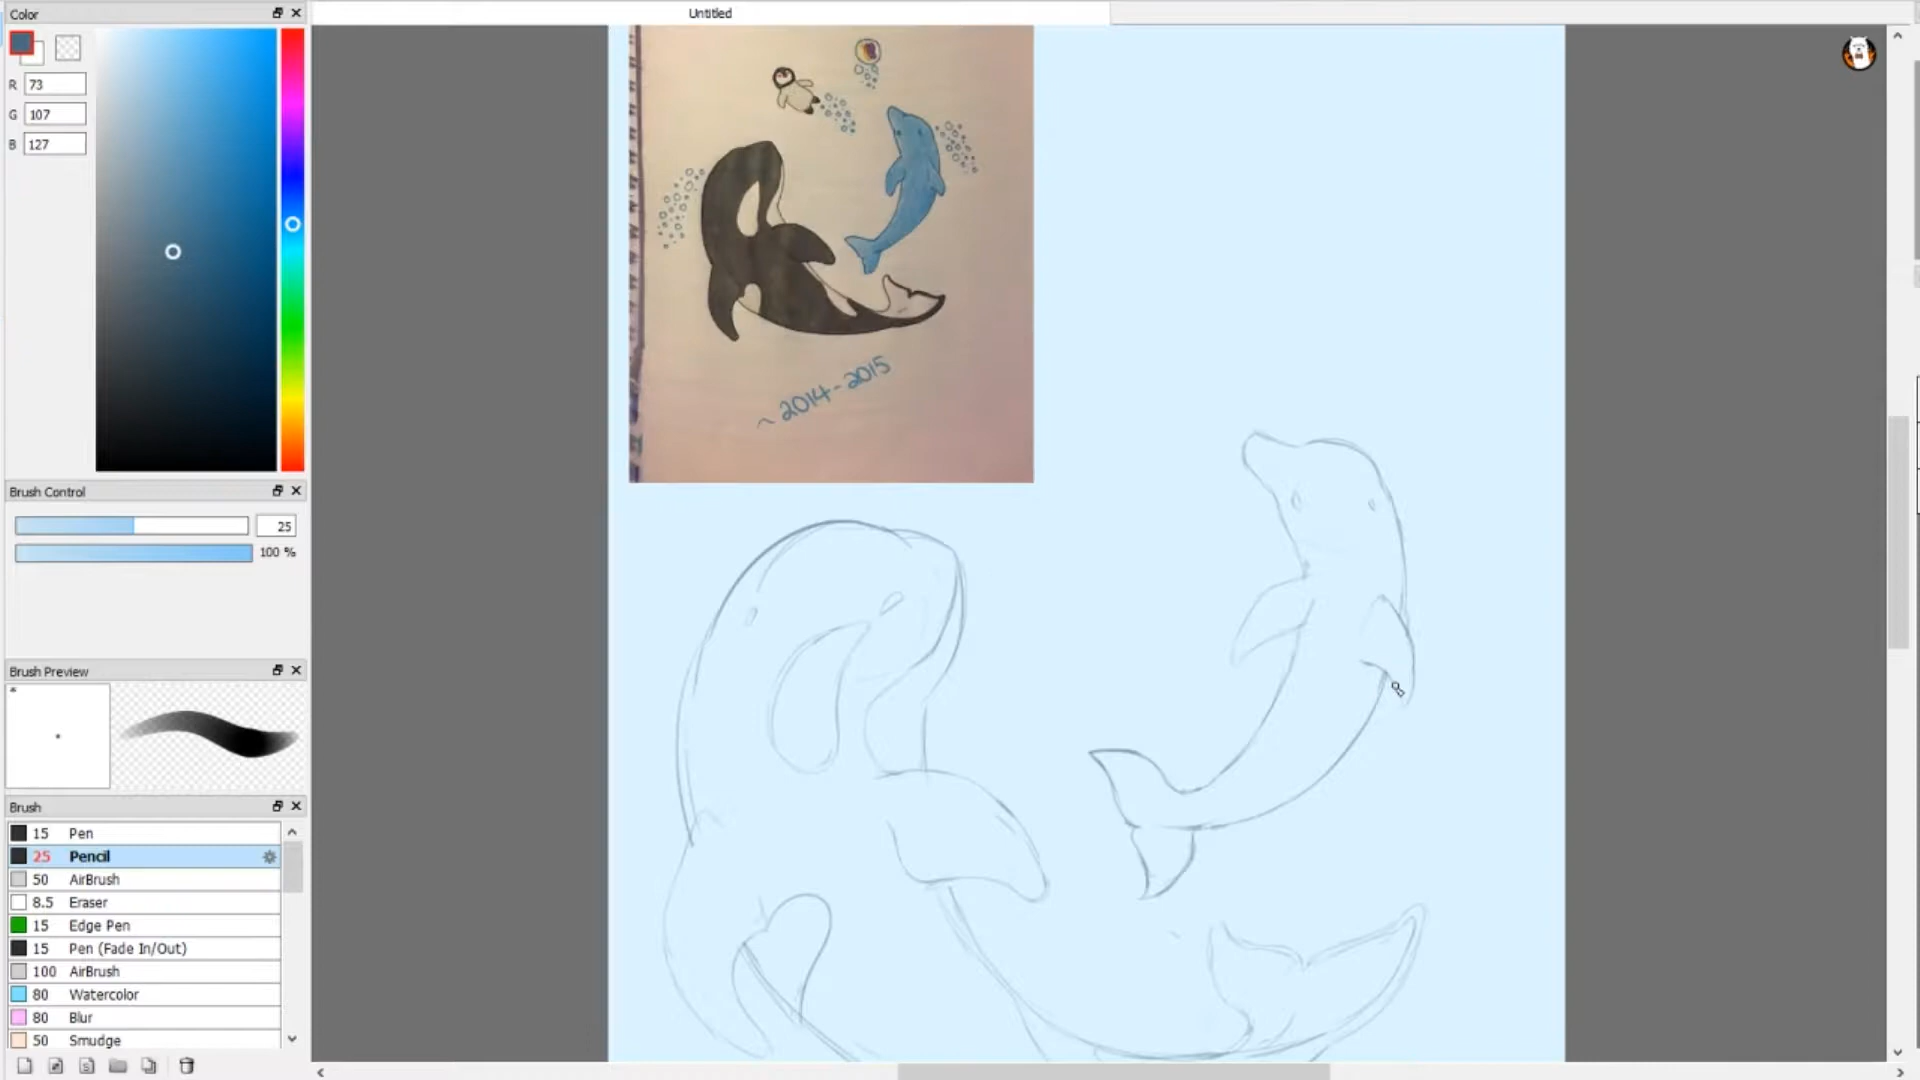 Color
Untitled
R 73
G 107
B 127
~ 2014-2015
Brush Control
25
100 %
Brush Preview
Brush
15 Pen
25 Pencil
50 AirBrush
8.5 Eraser
15 Edge Pen
15 Pen (Fade In/Out)
100 AirBrush
80 Watercolor
80 Blur
50 Smudge